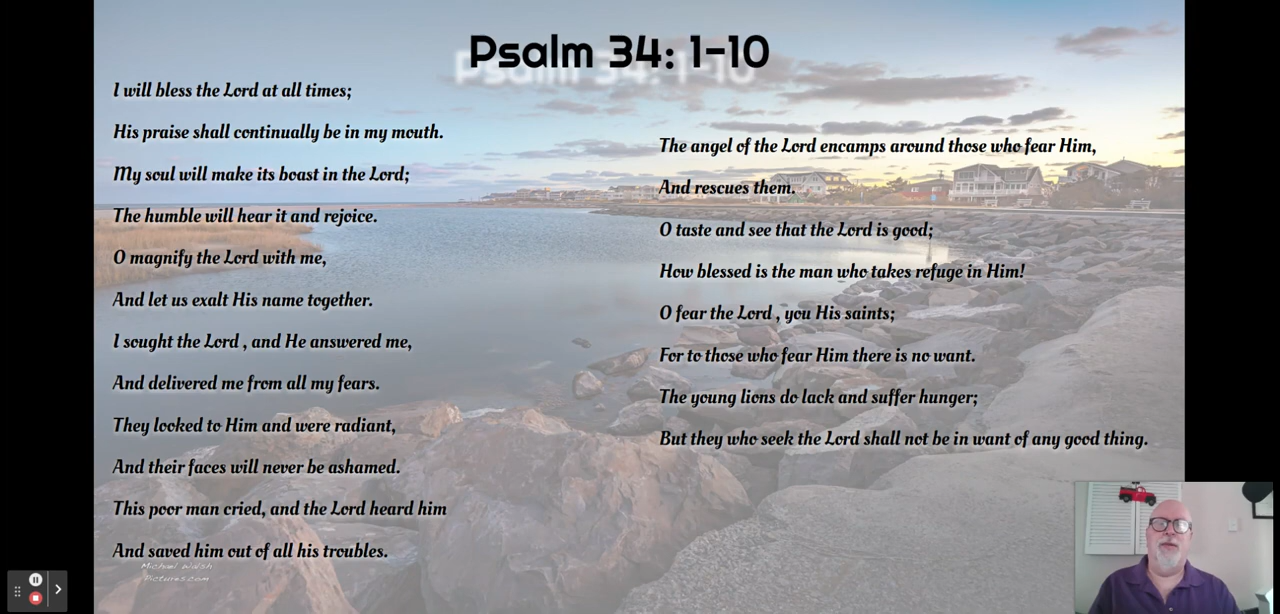 Psalm 34: 1-10
I will bless the Lord at all times;
His praise shall continually be in my mouth.
My soul will make its boast in the Lord;
The humble will hear it and rejoice.
O magnify the Lord with me,
And let us exalt His name together.
I sought the Lord , and He answered me,
And delivered me from all my fears.
They looked to Him and were radiant,
And their faces will never be ashamed.
This poor man cried, and the Lord heard him
And saved him out of all his troubles.
Michael Walsh
Pictures.com
The angel of the Lord encamps around those who fear Him,
And rescues them.
O taste and see that the Lord is good;
How blessed is the man who takes refuge in Him!
O fear the Lord , you His saints;
For to those who fear Him there is no want.
The young lions do lack and suffer hunger;
But they who seek the Lord shall not be in want of any good thing.